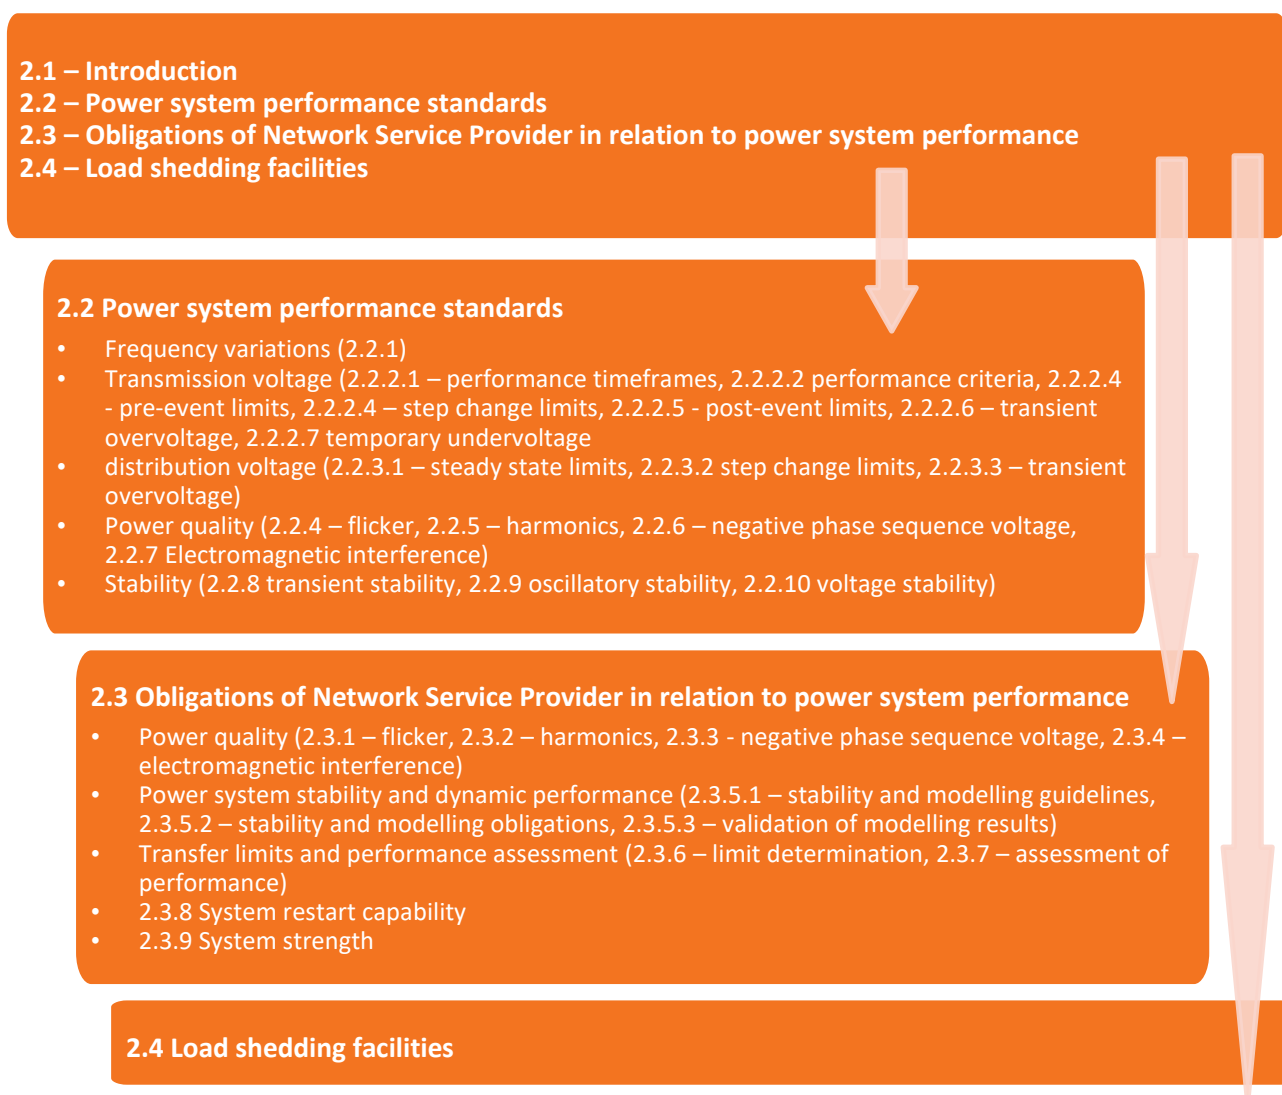 2.1 – Introduction
2.2 – Power system performance standards
2.3 – Obligations of Network Service Provider in relation to power system performance
2.4 – Load shedding facilities
2.2 Power system performance standards
• Frequency variations (2.2.1)
• Transmission voltage (2.2.2.1 – performance timeframes, 2.2.2.2 performance criteria, 2.2.2.4
- pre-event limits, 2.2.2.4 – step change limits, 2.2.2.5 - post-event limits, 2.2.2.6 – transient
overvoltage, 2.2.2.7 temporary undervoltage
• distribution voltage (2.2.3.1 – steady state limits, 2.2.3.2 step change limits, 2.2.3.3 – transient
overvoltage)
• Power quality (2.2.4 – flicker, 2.2.5 – harmonics, 2.2.6 – negative phase sequence voltage,
2.2.7 Electromagnetic interference)
• Stability (2.2.8 transient stability, 2.2.9 oscillatory stability, 2.2.10 voltage stability)
2.3 Obligations of Network Service Provider in relation to power system performance
• Power quality (2.3.1 – flicker, 2.3.2 – harmonics, 2.3.3 - negative phase sequence voltage, 2.3.4 –
electromagnetic interference)
• Power system stability and dynamic performance (2.3.5.1 – stability and modelling guidelines,
2.3.5.2 – stability and modelling obligations, 2.3.5.3 – validation of modelling results)
• Transfer limits and performance assessment (2.3.6 – limit determination, 2.3.7 – assessment of
performance)
• 2.3.8 System restart capability
• 2.3.9 System strength
2.4 Load shedding facilities